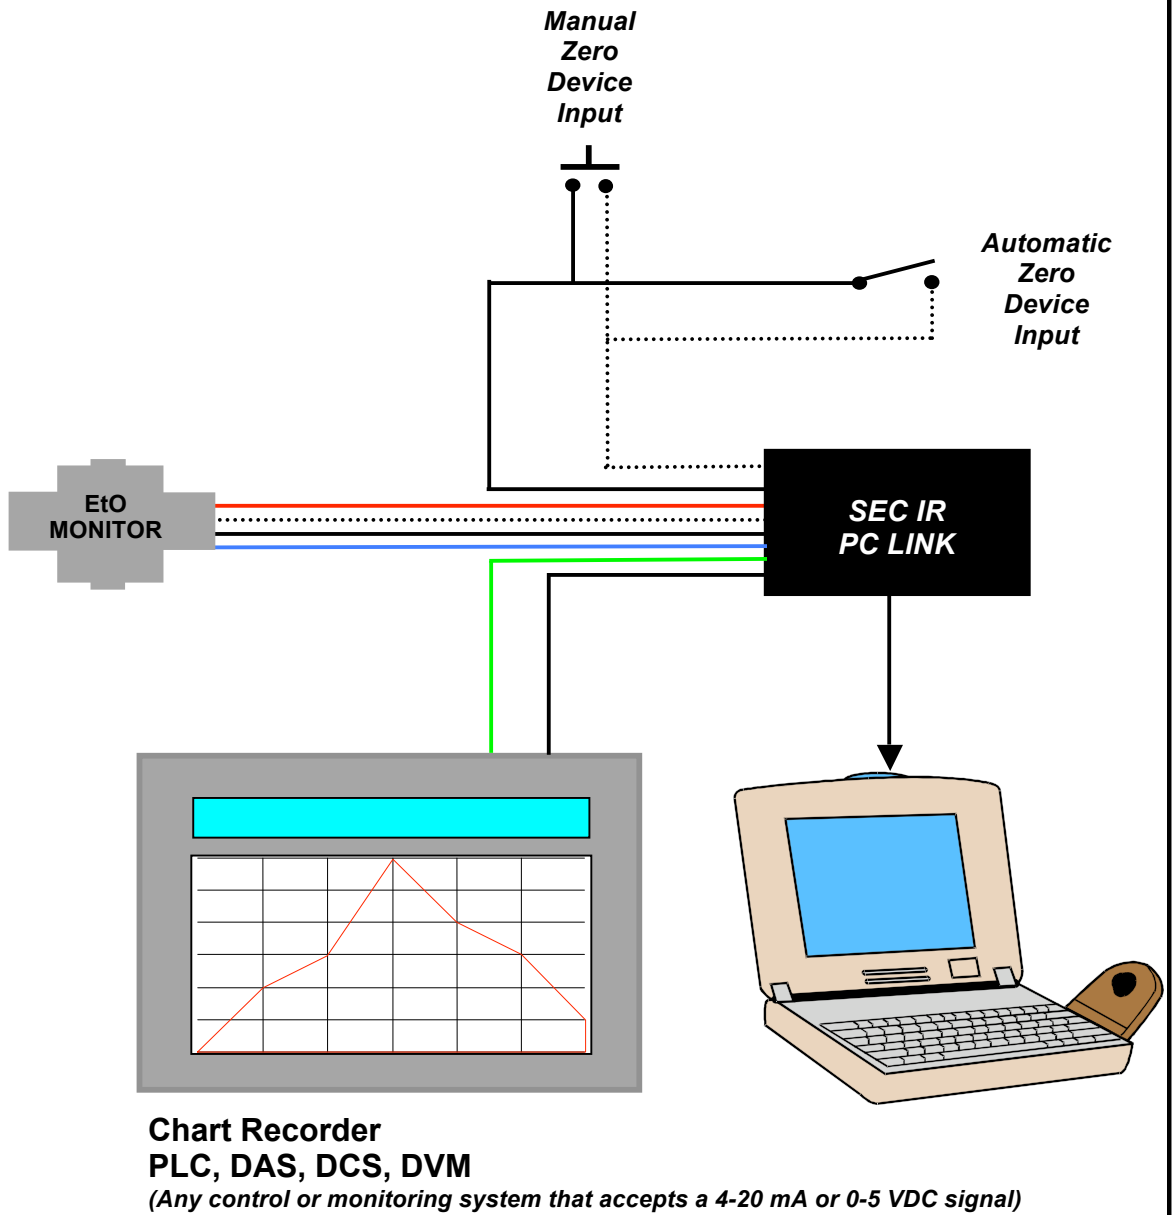 Manual
Zero
Device
Input
Automatic
Zero
Device
Input
EtO
MONITOR
SEC IR
PC LINK
Chart Recorder
PLC, DAS, DCS, DVM
(Any control or monitoring system that accepts a 4-20 mA or 0-5 VDC signal)